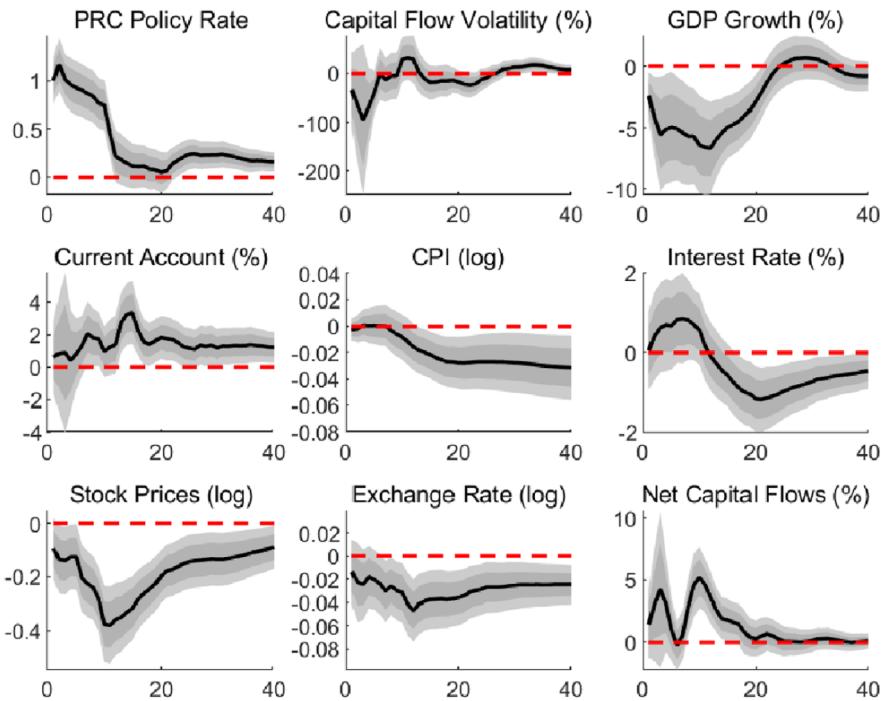 PRC Policy Rate
1
0.5
0
0 20 40
Capital Flow Volatility (%)
0
-100
-200
0 20 40
GDP Growth (%)
0
-5
-10
0 20 40
Current Account (%)
4
2
0
2
-4
0 20 40
CPI (log)
0.04
0.02
0
-0.02
-0.04
-0.06
-0.08
0 20 40
Interest Rate (%)
2
0
-2
0 20 40
Stock Prices (log)
0
-0.2
-0.4
0 20 40
Exchange Rate (log)
0.02
0
-0.02
-0.04
-0.06
-0.08
0 20 40
Net Capital Flows (%)
10
5
0
0 20 40